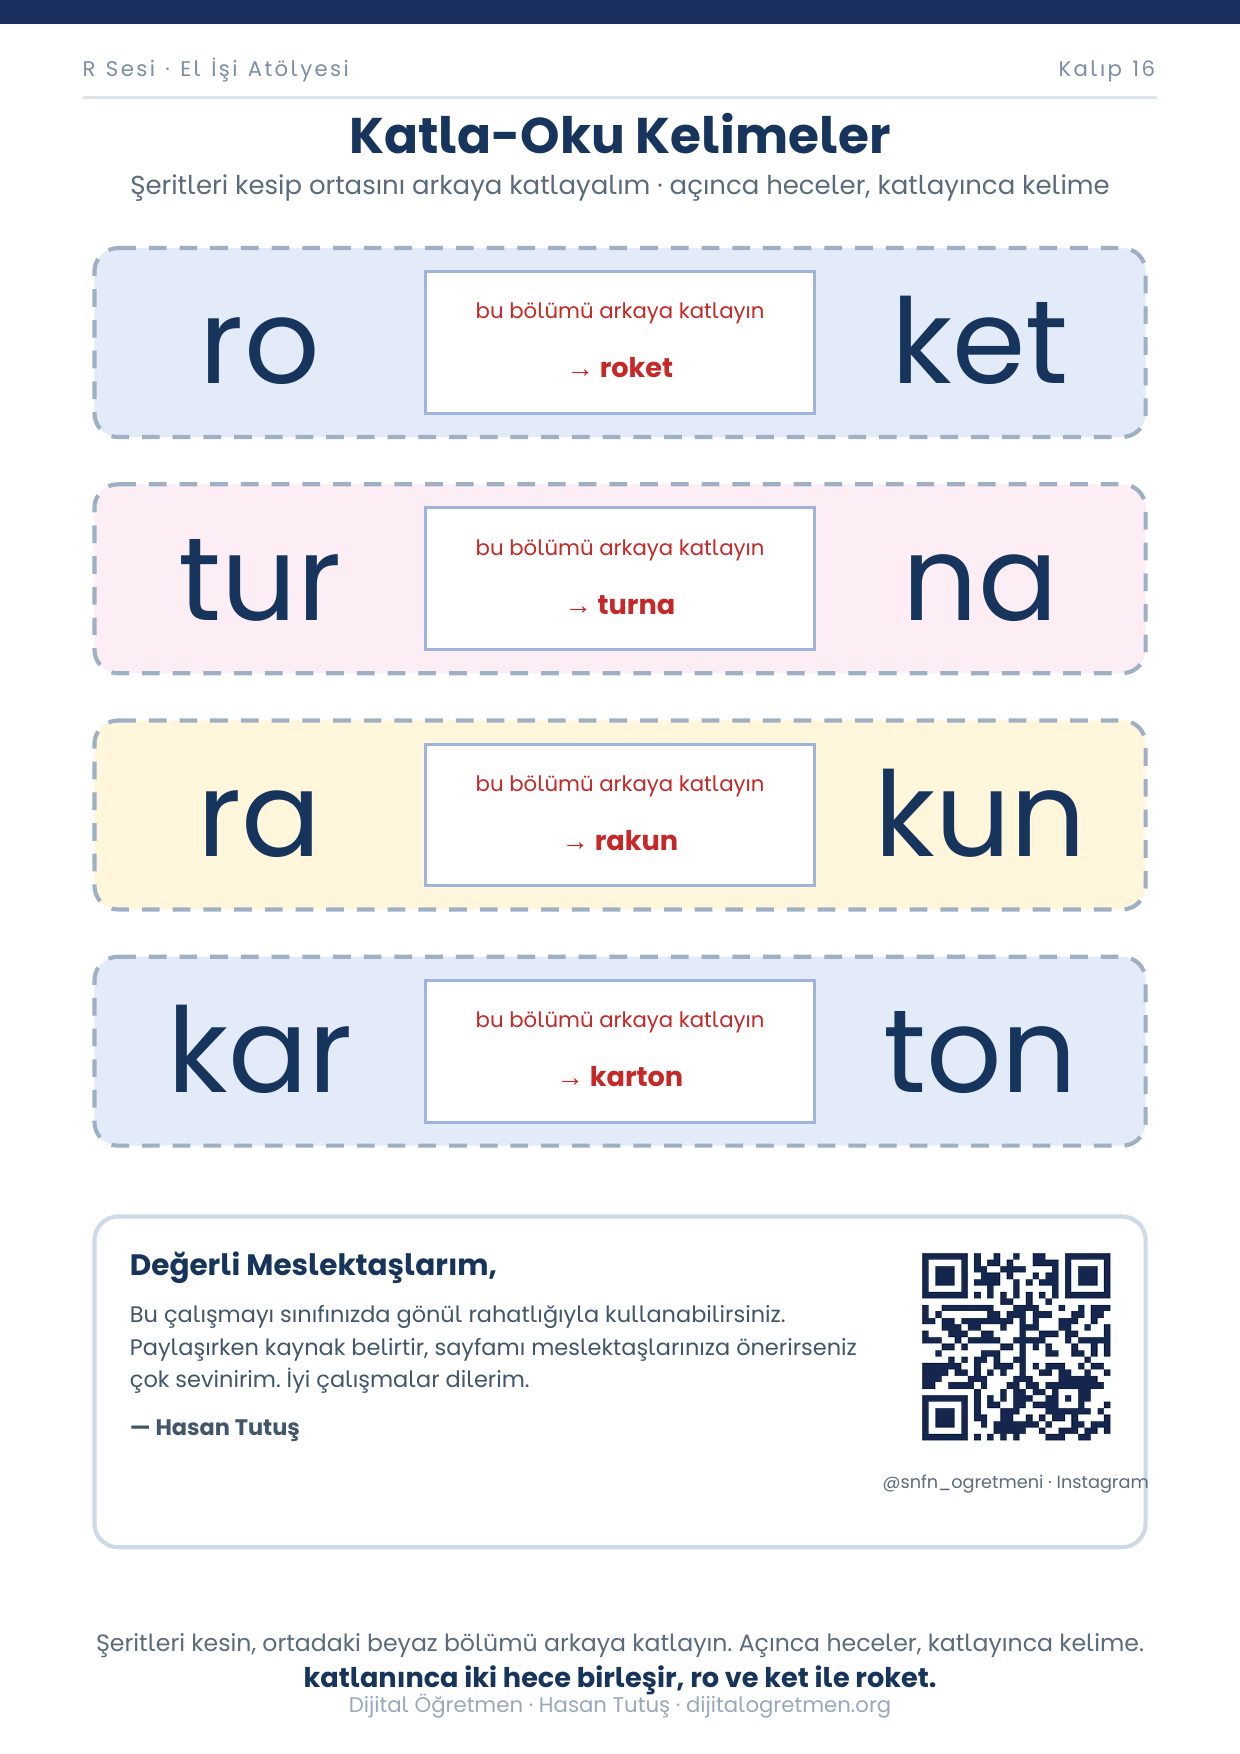 R Sesi · El İşi Atölyesi
Kalıp 16
Katla-Oku Kelimeler
Şeritleri kesip ortasını arkaya katlayalım · açınca heceler, katlayınca kelime
ro
bu bölümü arkaya katlayın
→ roket
ket
tur
bu bölümü arkaya katlayın
→ turna
na
ra
bu bölümü arkaya katlayın
→ rakun
kun
kar
bu bölümü arkaya katlayın
→ karton
ton
Değerli Meslektaşlarım,
Bu çalışmayı sınıfınızda gönül rahatlığıyla kullanabilirsiniz.
Paylaşırken kaynak belirtir, sayfamı meslektaşlarınıza önerirseniz
çok sevinirim. İyi çalışmalar dilerim.
— Hasan Tutuş
@snfn_ogretmeni · Instagram
Şeritleri kesin, ortadaki beyaz bölümü arkaya katlayın. Açınca heceler, katlayınca kelime.
katlanınca iki hece birleşir, ro ve ket ile roket.
Dijital Öğretmen · Hasan Tutuş · dijitalogretmen.org